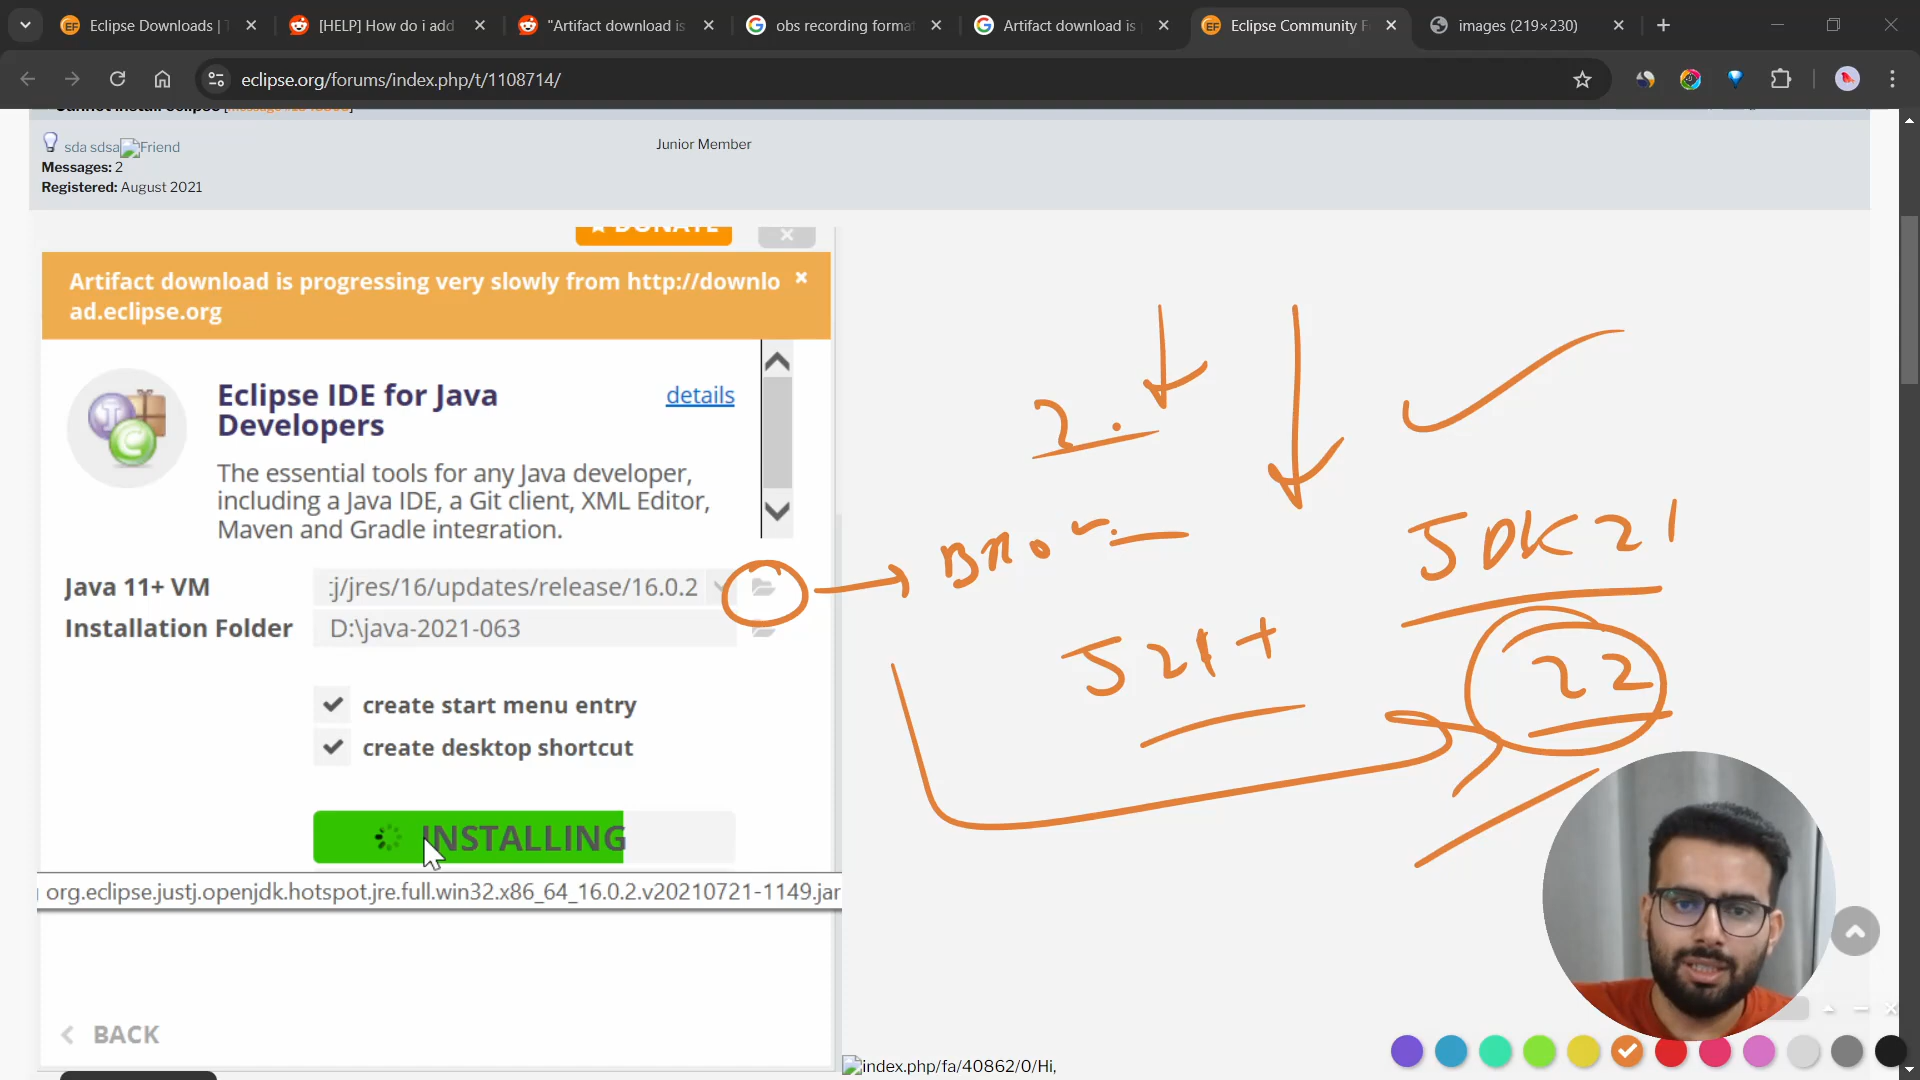 Eclipse Downloads | T
[HELP] How do i add
"Artifact download is
obs recording format
Artifact download is
Eclipse Community F
images (219×230)
eclipse.org/forums/index.php/t/1108714/
sda sdsa Friend
Junior Member
Messages: 2
Registered: August 2021
DONATE
Artifact download is progressing very slowly from http://downlo
ad.eclipse.org
Eclipse IDE for Java
Developers
details
The essential tools for any Java developer,
including a Java IDE, a Git client, XML Editor,
Maven and Gradle integration.
Java 11+ VM
:j/jres/16/updates/release/16.0.2
Installation Folder
D:\java-2021-063
create start menu entry
create desktop shortcut
INSTALLING
org.eclipse.justj.openjdk.hotspot.jre.full.win32.x86_64_16.0.2.v20210721-1149.jar
BACK
2.
JDK 21
J21+
22
index.php/fa/40862/0/Hi,